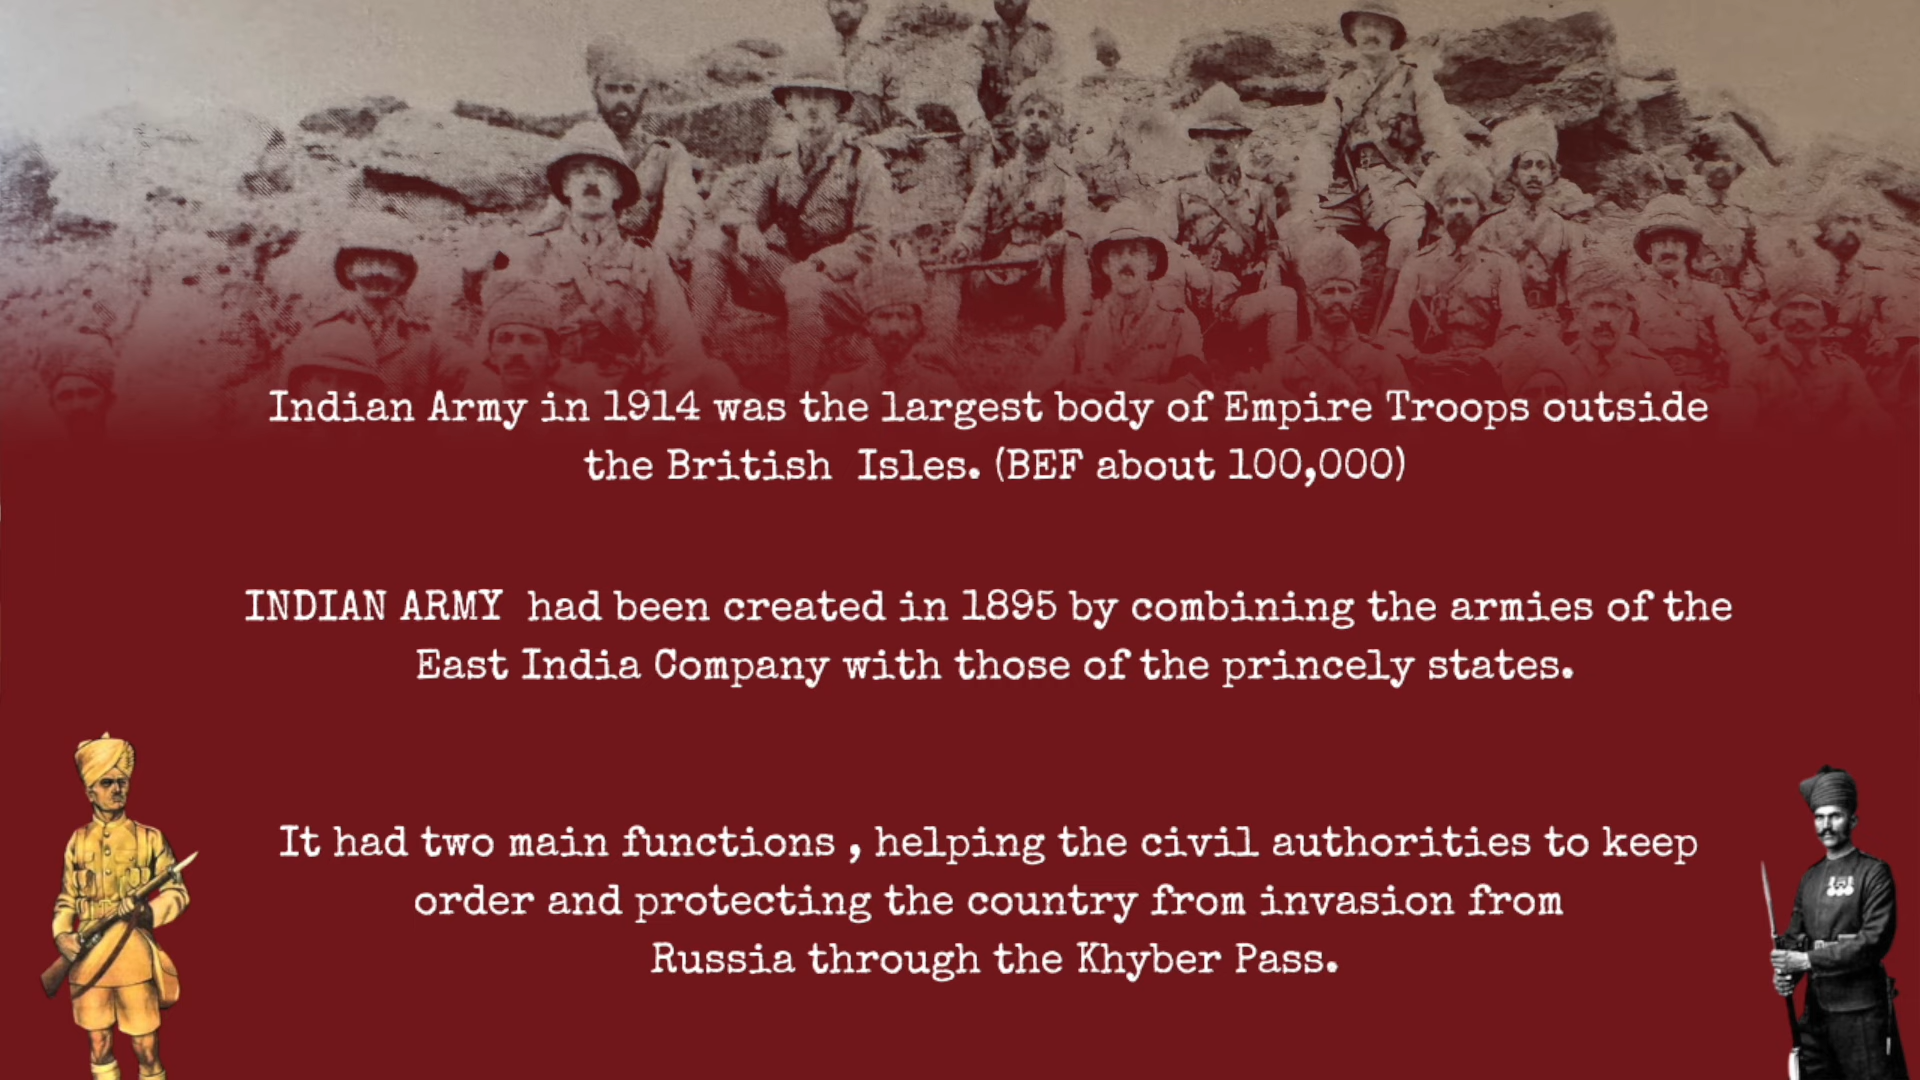 Indian Army in 1914 was the largest body of Empire Troops outside
the British  Isles. (BEF about 100,000)
INDIAN ARMY  had been created in 1895 by combining the armies of the
East India Company with those of the princely states.
It had two main functions , helping the civil authorities to keep
order and protecting the country from invasion from
Russia through the Khyber Pass.